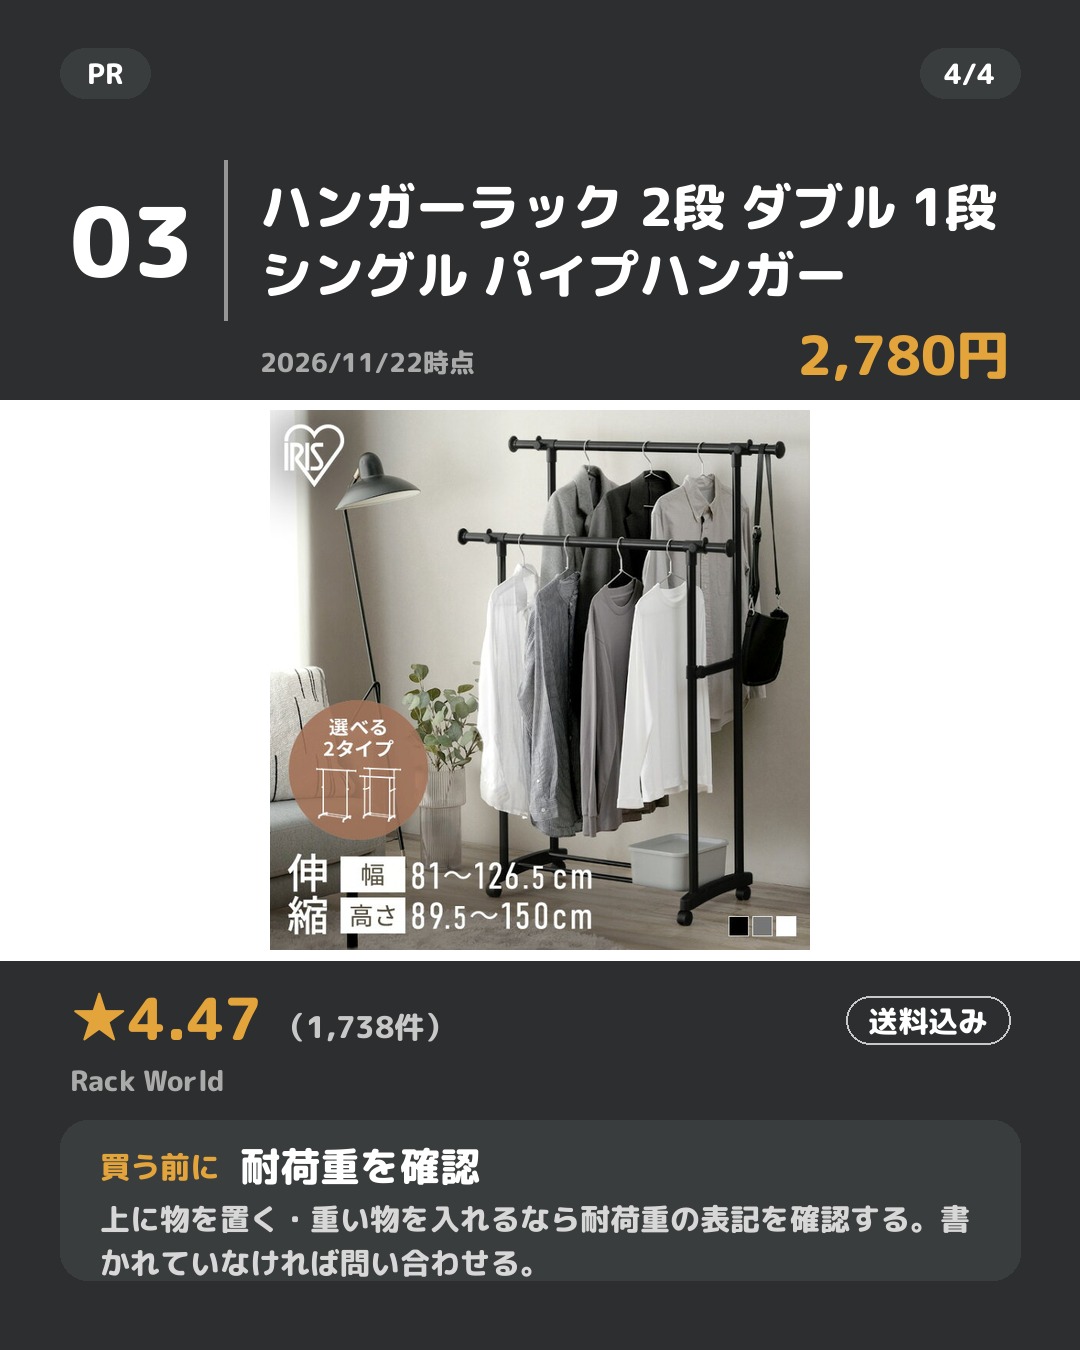 PR
4/4
03
ハンガーラック 2段 ダブル 1段
シングル パイプハンガー
2026/11/22時点
2,780円
IRIS
選べる
2タイプ
伸縮
幅 81〜126.5cm
高さ 89.5〜150cm
★4.47 (1,738件)
送料込み
Rack World
買う前に 耐荷重を確認
上に物を置く・重い物を入れるなら耐荷重の表記を確認する。書
かれていなければ問い合わせる。